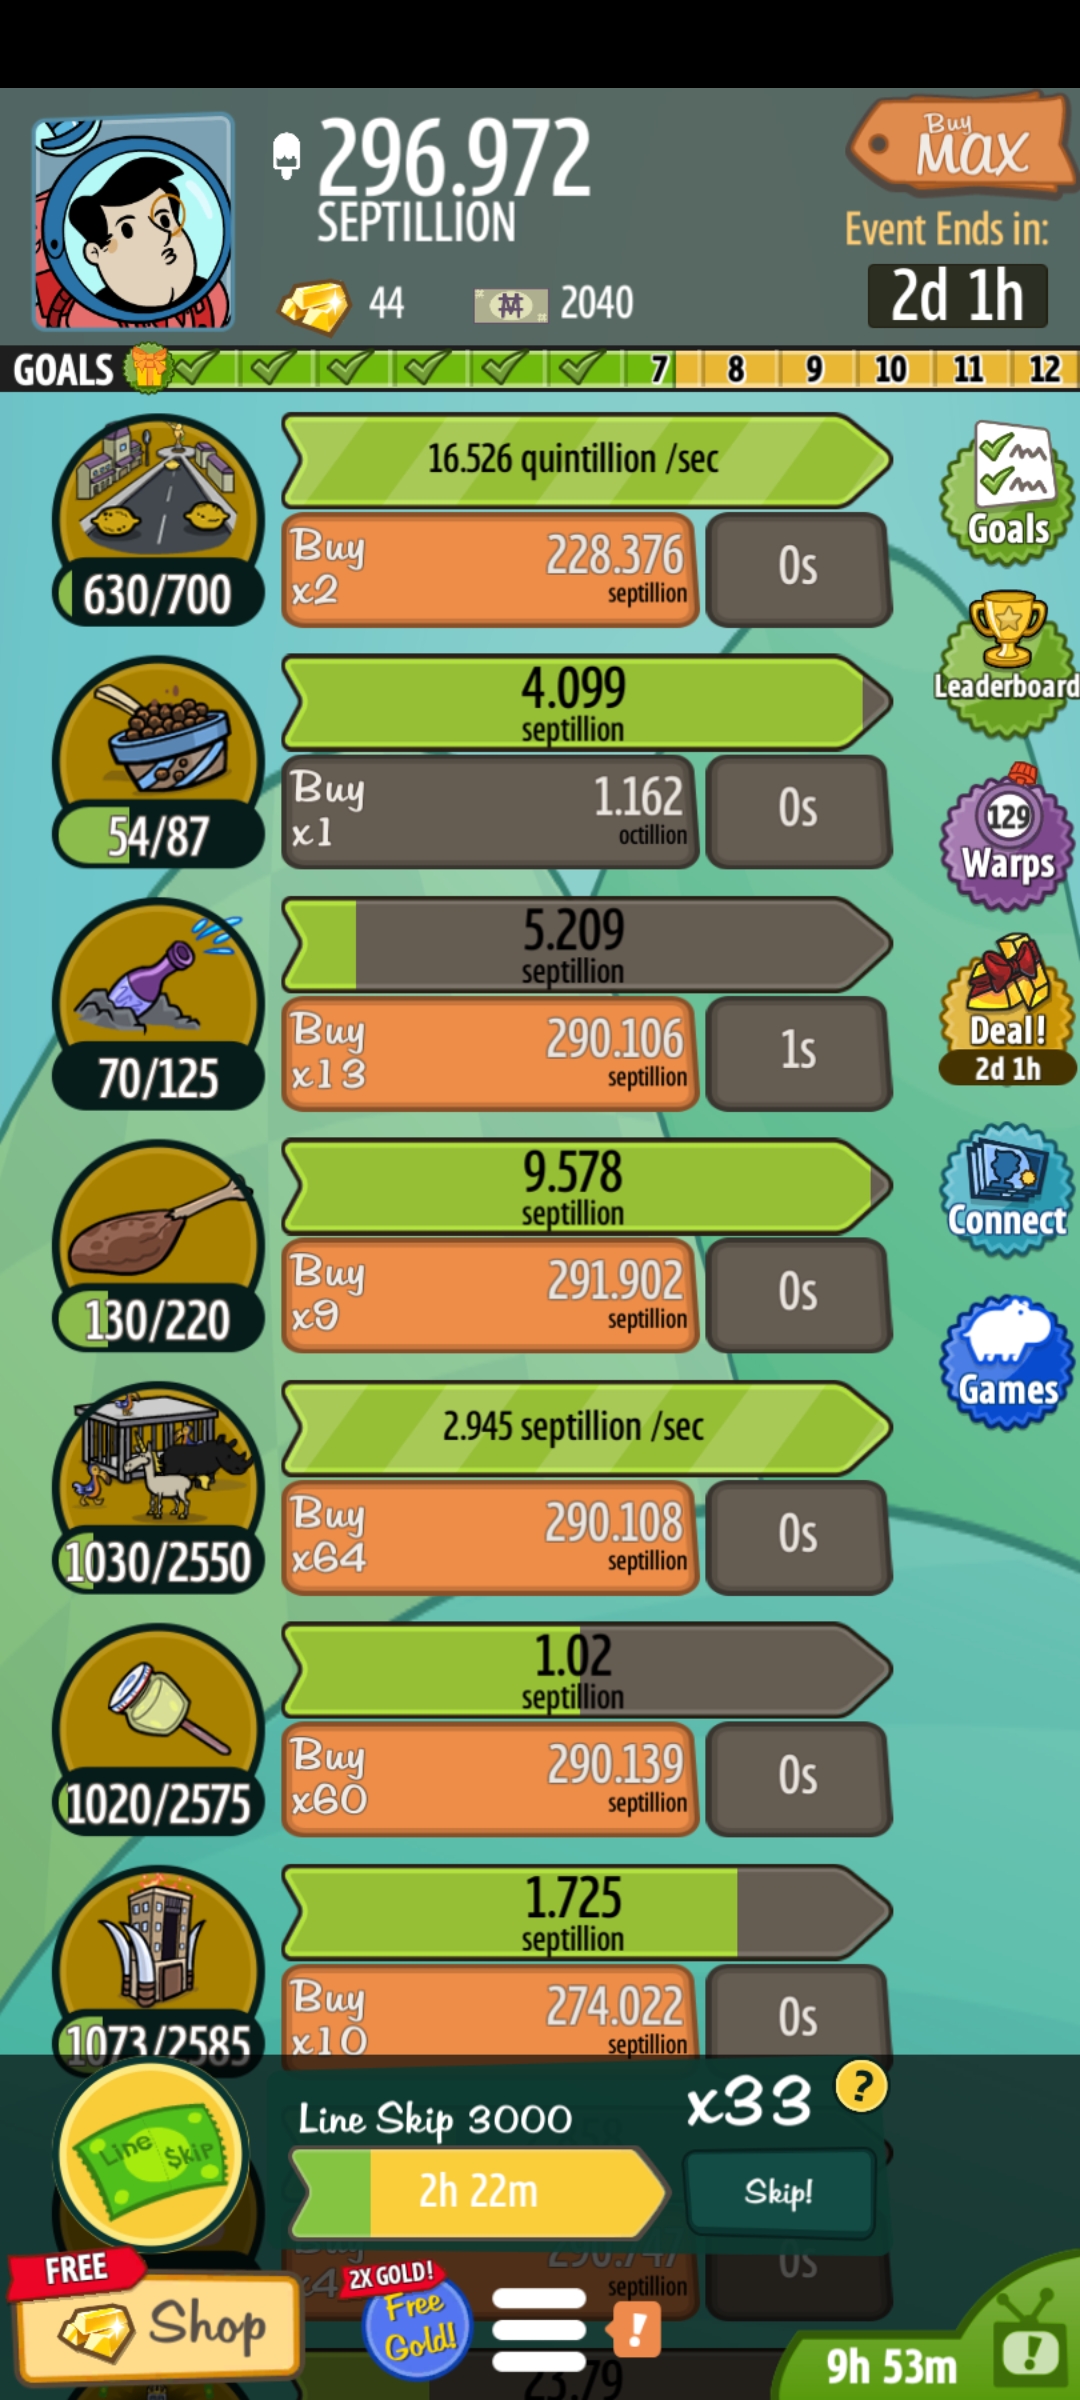 296.972
SEPTILLION
Buy
MAX
Event Ends in:
2d 1h
44
2040
GOALS
7 8 9 10 11 12
16.526 quintillion /sec
Buy
x2
228.376
septillion
0s
630/700
Goals
4.099
septillion
Buy
x1
1.162
octillion
0s
54/87
Leaderboard
129
Warps
5.209
septillion
Buy
x13
290.106
septillion
1s
70/125
Deal!
2d 1h
9.578
septillion
Buy
x9
291.902
septillion
0s
130/220
Connect
2.945 septillion /sec
Buy
x64
290.108
septillion
0s
1030/2550
Games
1.02
septillion
Buy
x60
290.139
septillion
0s
1020/2575
1.725
septillion
Buy
x10
274.022
septillion
0s
1073/2585
Line Skip 3000
x33
?
Line $kip
2h 22m
Skip!
septillion
0s
FREE
Shop
2X GOLD!
Free
Gold!
!
9h 53m
!
23.79